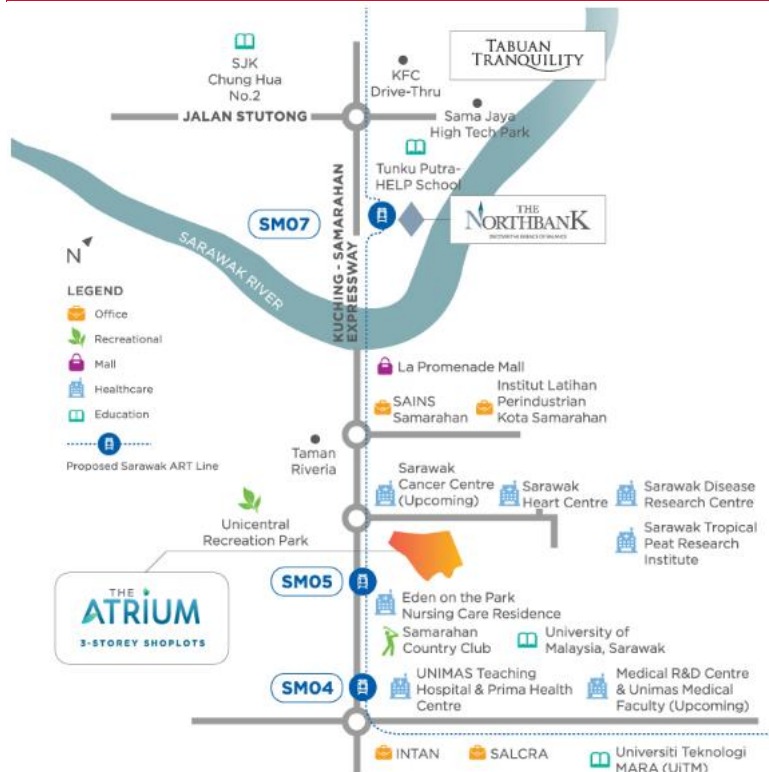 TABUAN
TRANQUILITY
SJK
Chung Hua
No.2
KFC
Drive-Thru
JALAN STUTONG
Sama Jaya
High Tech Park
Tunku Putra-
HELP School
SM07
THE
NORTHBANK
SARAWAK RIVER
KUCHING - SAMARAHAN
EXPRESSWAY
N
LEGEND
Office
Recreational
Mall
Healthcare
Education
Proposed Sarawak ART Line
La Promenade Mall
SAINS
Samarahan
Institut Latihan
Perindustrian
Kota Samarahan
Taman
Riveria
Sarawak
Cancer Centre
(Upcoming)
Sarawak
Heart Centre
Sarawak Disease
Research Centre
Sarawak Tropical
Peat Research
Institute
Unicentral
Recreation Park
THE
ATRIUM
3-STOREY SHOPLOTS
SM05
Eden on the Park
Nursing Care Residence
Samarahan
Country Club
University of
Malaysia, Sarawak
SM04
UNIMAS Teaching
Hospital & Prima Health
Centre
Medical R&D Centre
& Unimas Medical
Faculty (Upcoming)
INTAN
SALCRA
Universiti Teknologi
MARA (UiTM)